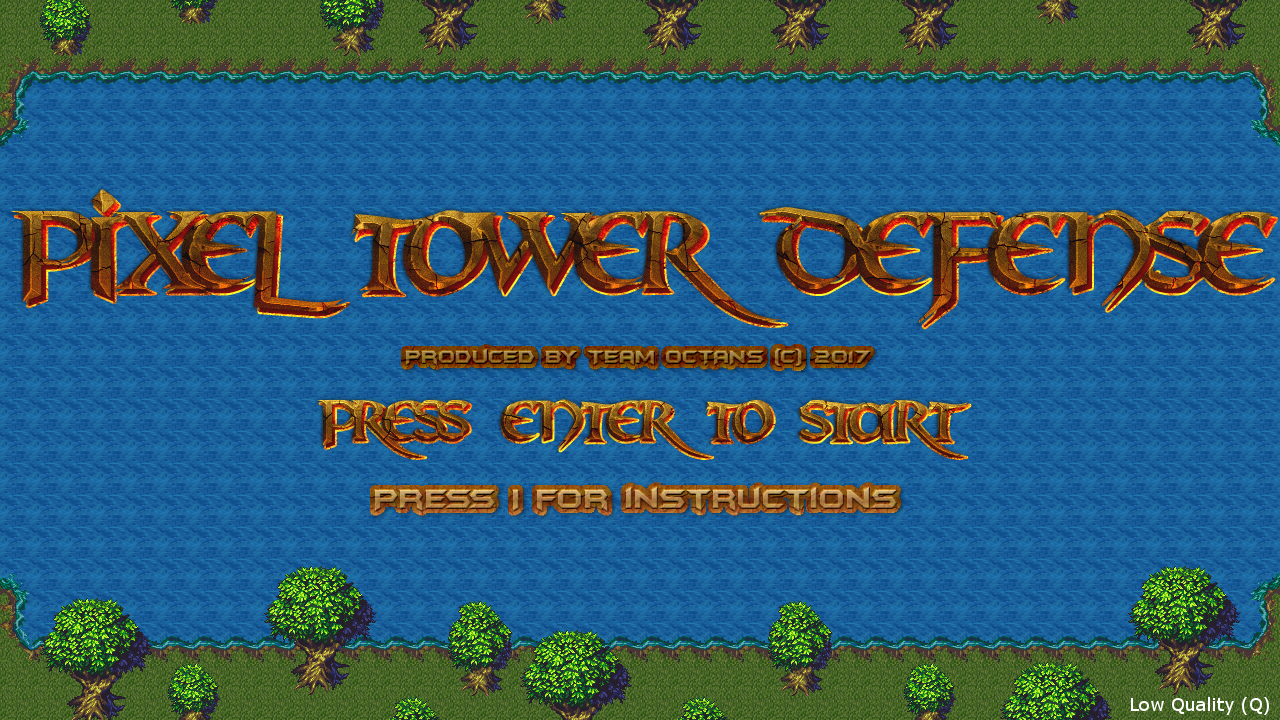 PIXEL TOWER DEFENSE
PRODUCED BY TEAM OCTANS (C) 2017
PRESS ENTER TO START
PRESS I FOR INSTRUCTIONS
Low Quality (Q)